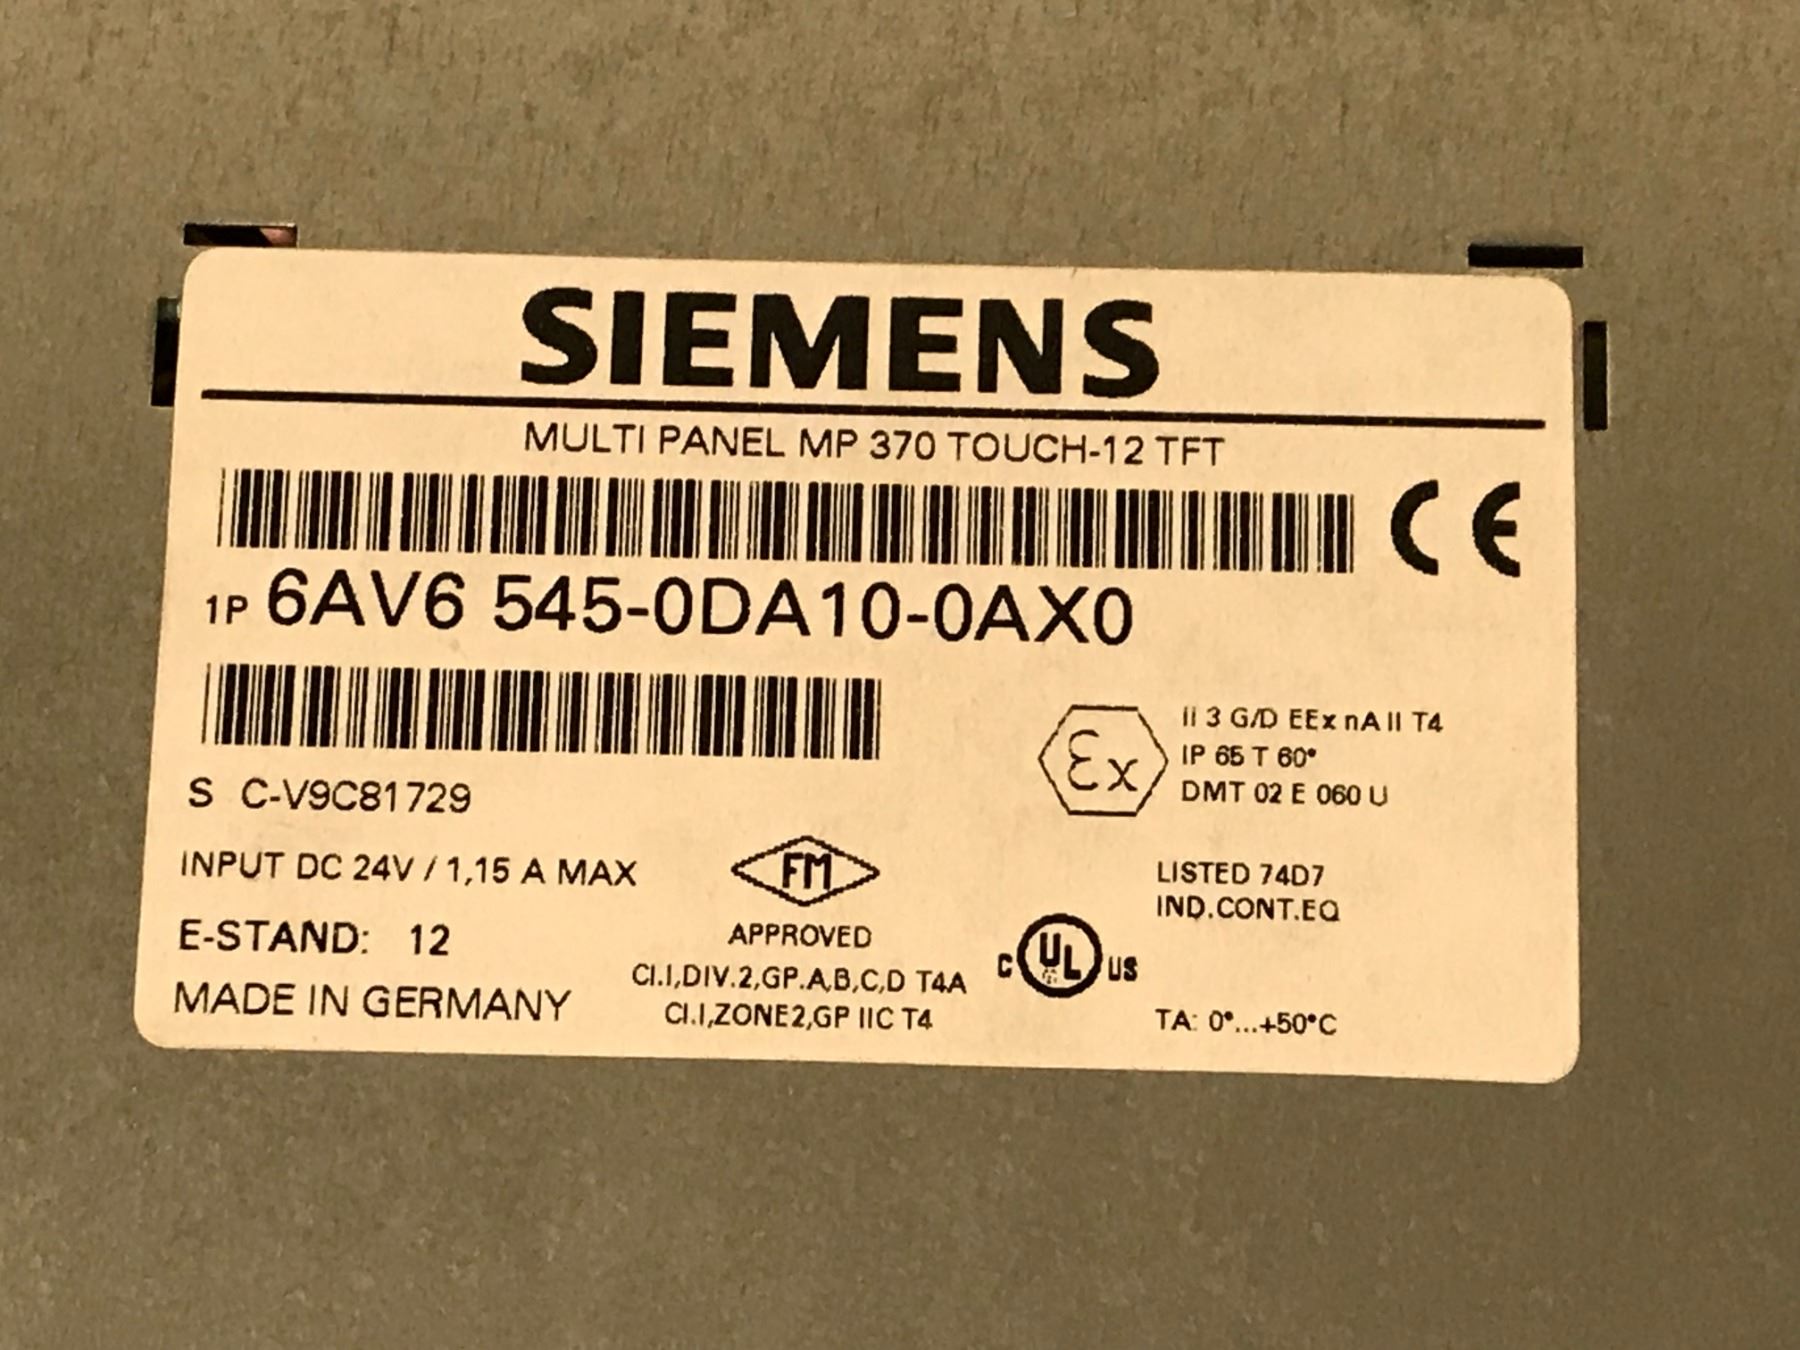 SIEMENS
MULTI PANEL MP 370 TOUCH-12 TFT
CE
1P 6AV6 545-0DA10-0AX0
S C-V9C81729
Ex
II 3 G/D EEx nA II T4
IP 65 T 60°
DMT 02 E 060 U
INPUT DC 24V / 1,15 A MAX
E-STAND: 12
MADE IN GERMANY
FM
APPROVED
Cl.I,DIV.2,GP.A,B,C,D T4A
Cl.I,ZONE2,GP IIC T4
C UL US
LISTED 74D7
IND.CONT.EQ
TA: 0°...+50°C